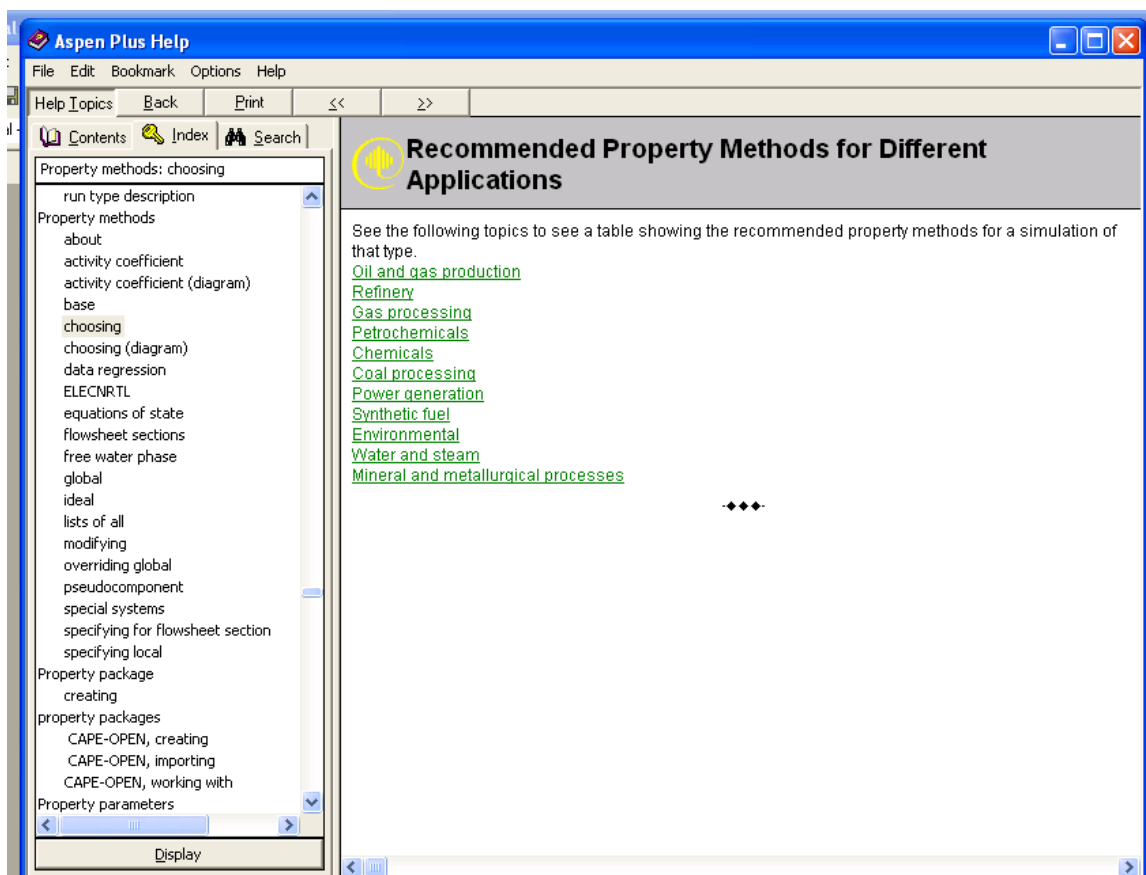 Aspen Plus Help
File Edit Bookmark Options Help
Help Topics Back Print << >>
Contents Index Search
Property methods: choosing
run type description
Property methods
about
activity coefficient
activity coefficient (diagram)
base
choosing
choosing (diagram)
data regression
ELECNRTL
equations of state
flowsheet sections
free water phase
global
ideal
lists of all
modifying
overriding global
pseudocomponent
special systems
specifying for flowsheet section
specifying local
Property package
creating
property packages
CAPE-OPEN, creating
CAPE-OPEN, importing
CAPE-OPEN, working with
Property parameters
Display
Recommended Property Methods for Different
Applications
See the following topics to see a table showing the recommended property methods for a simulation of
that type.
Oil and gas production
Refinery
Gas processing
Petrochemicals
Chemicals
Coal processing
Power generation
Synthetic fuel
Environmental
Water and steam
Mineral and metallurgical processes